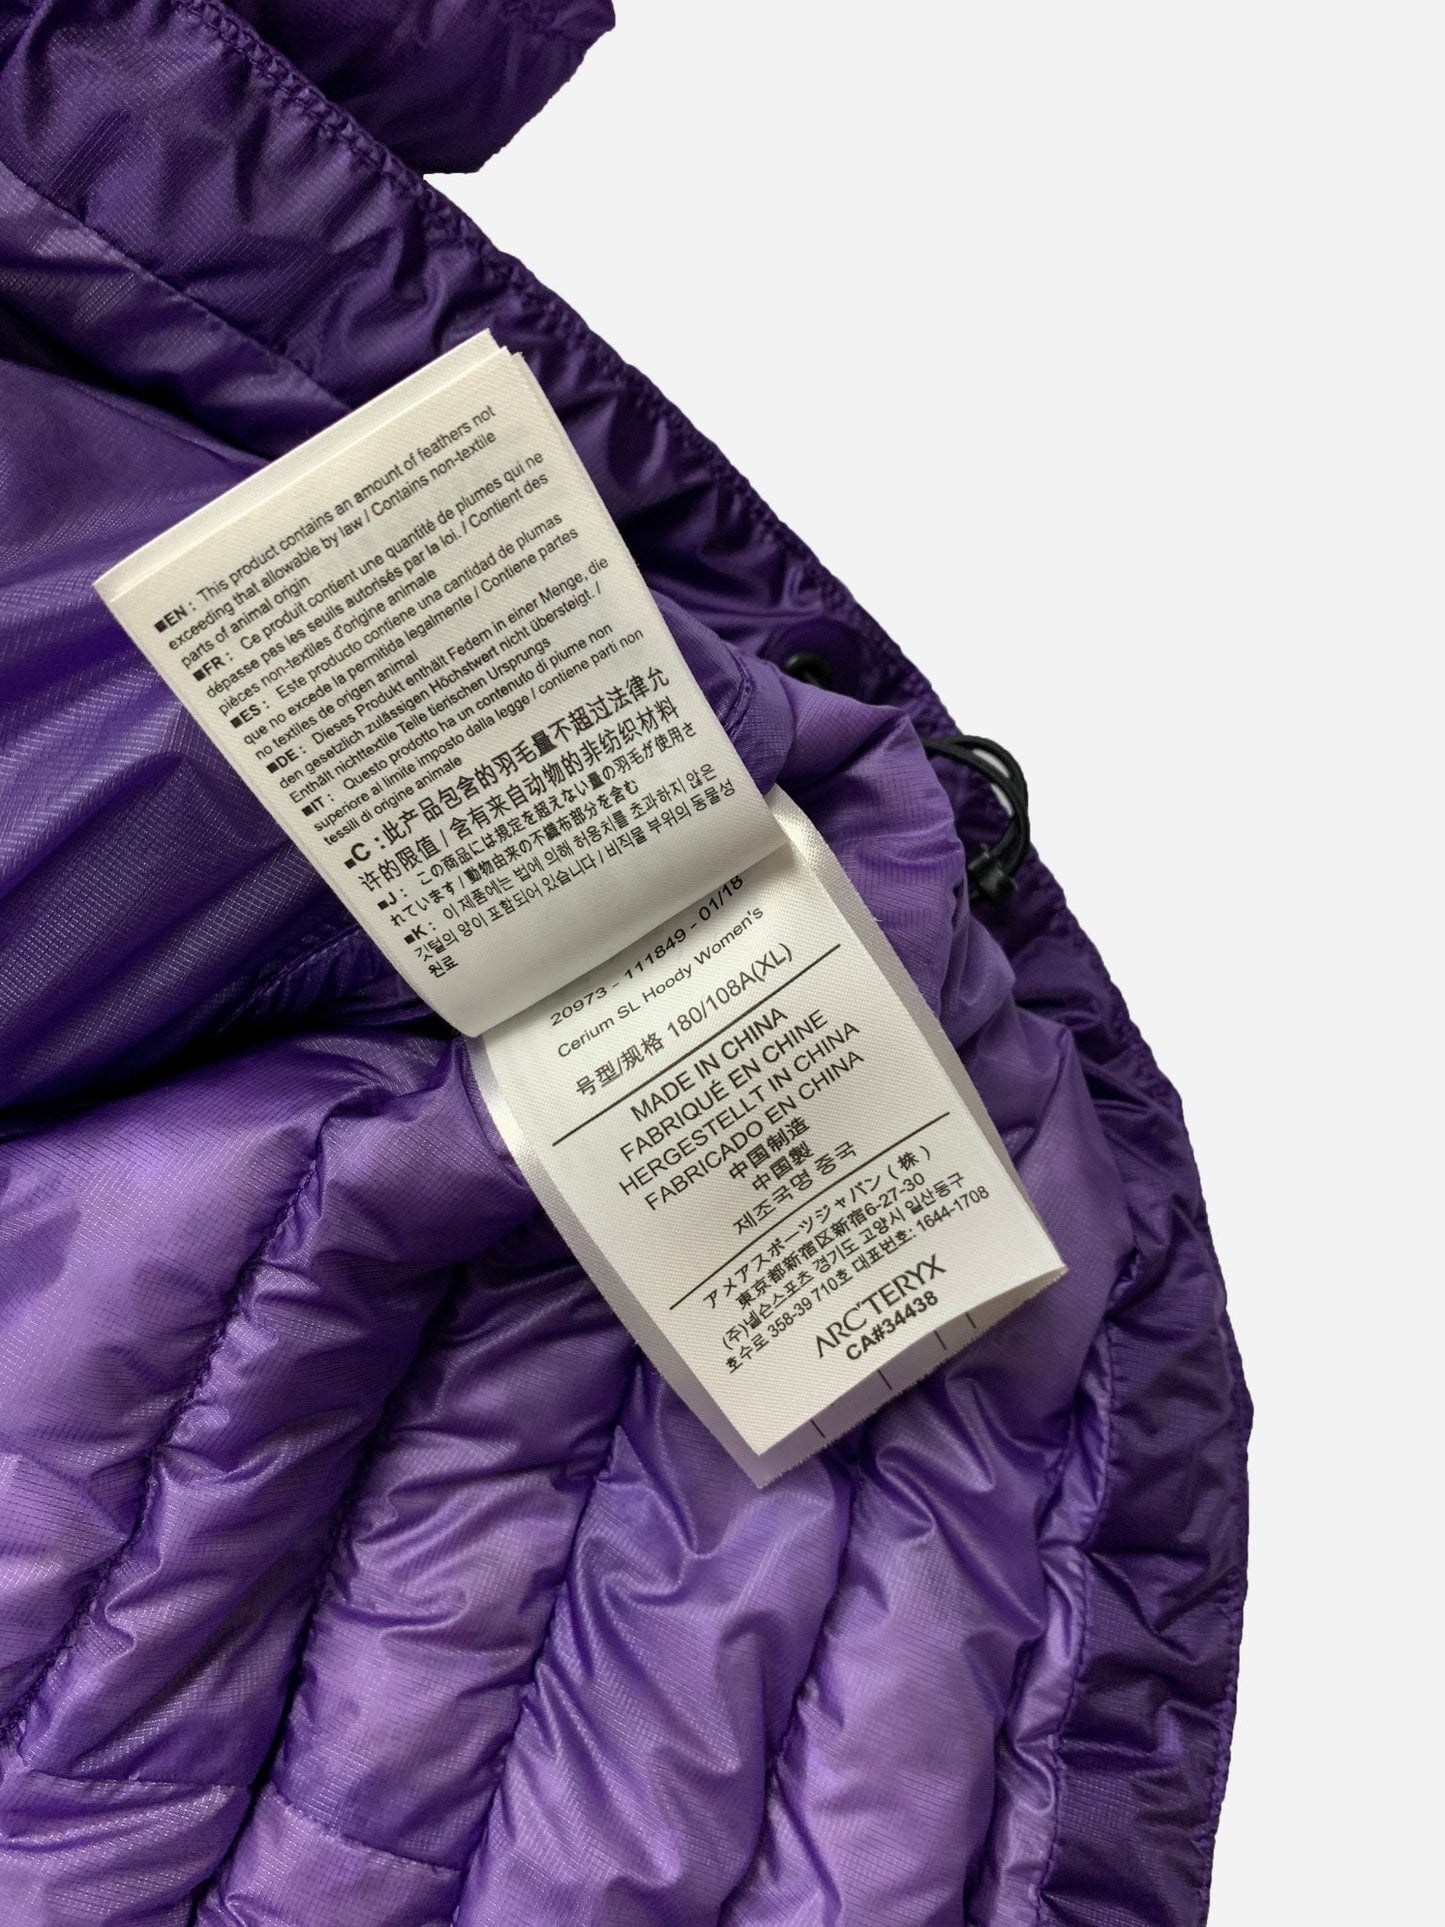 ■EN : This product contains an amount of feathers not
exceeding that allowable by law / Contains non-textile
parts of animal origin
■FR : Ce produit contient une quantité de plumes qui ne
dépasse pas les seuils autorisés par la loi. / Contient des
pièces non-textiles d'origine animale
■ES : Este producto contiene una cantidad de plumas
que no excede la permitida legalmente / Contiene partes
no textiles de origen animal
■DE : Dieses Produkt enthält Federn in einer Menge, die
den gesetzlich zulässigen Höchstwert nicht übersteigt. /
Enthält nichttextile Teile tierischen Ursprungs
■IT : Questo prodotto ha un contenuto di piume non
superiore al limite imposto dalla legge / contiene parti non
tessili di origine animale
■C : 此产品包含的羽毛量不超过法律允
许的限值 / 含有来自动物的非纺织材料
■J : この商品には規定を超えない量の羽毛が使用さ
れています / 動物由来の不織布部分を含む
■K : 이 제품에는 법에 의해 허용치를 초과하지 않은
깃털의 양이 포함되어 있습니다 / 비직물 부위의 동물성
원료
20973 - 111849 - 01/18
Cerium SL Hoody Women's
号型/规格 180/108A(XL)
MADE IN CHINA
FABRIQUÉ EN CHINE
HERGESTELLT IN CHINA
FABRICADO EN CHINA
中国制造
中国製
제조국명 중국
アメアスポーツジャパン ( 株 )
東京都新宿区新宿6-27-30
(주)넬슨스포츠 경기도 고양시 일산동구
호수로 358-39 710호 대표번호: 1644-1708
ARC'TERYX
CA#34438